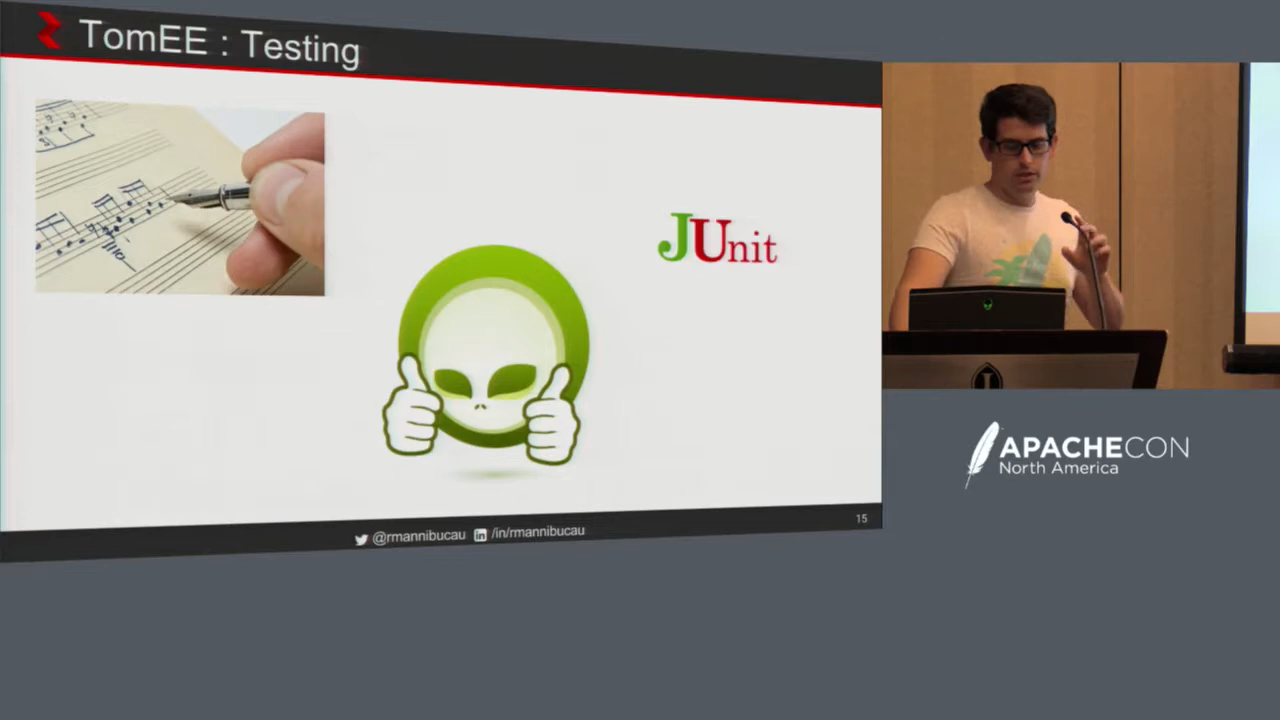 TomEE : Testing
JUnit
@rmannibucau /in/rmannibucau
15
APACHECON
North America